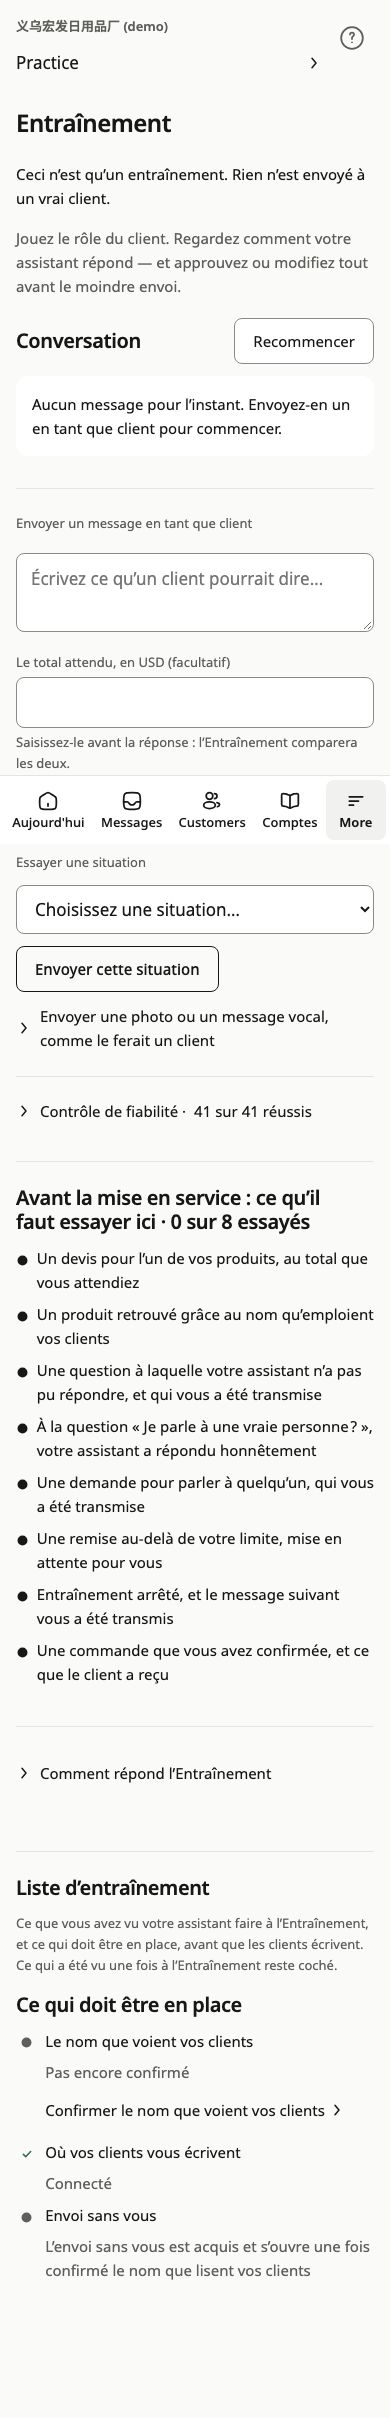 义乌宏发日用品厂 (demo)
Practice
Entraînement
Ceci n’est qu’un entraînement. Rien n’est envoyé à
un vrai client.
Jouez le rôle du client. Regardez comment votre
assistant répond — et approuvez ou modifiez tout
avant le moindre envoi.
Conversation
Recommencer
Aucun message pour l’instant. Envoyez-en un
en tant que client pour commencer.
Envoyer un message en tant que client
Écrivez ce qu’un client pourrait dire…
Le total attendu, en USD (facultatif)
Saisissez-le avant la réponse : l’Entraînement comparera
les deux.
Aujourd'hui
Messages
Customers
Comptes
More
Essayer une situation
Choisissez une situation…
Envoyer cette situation
Envoyer une photo ou un message vocal,
comme le ferait un client
Contrôle de fiabilité · 41 sur 41 réussis
Avant la mise en service : ce qu’il
faut essayer ici · 0 sur 8 essayés
Un devis pour l’un de vos produits, au total que
vous attendiez
Un produit retrouvé grâce au nom qu’emploient
vos clients
Une question à laquelle votre assistant n’a pas
pu répondre, et qui vous a été transmise
À la question « Je parle à une vraie personne ? »,
votre assistant a répondu honnêtement
Une demande pour parler à quelqu’un, qui vous
a été transmise
Une remise au-delà de votre limite, mise en
attente pour vous
Entraînement arrêté, et le message suivant
vous a été transmis
Une commande que vous avez confirmée, et ce
que le client a reçu
Comment répond l’Entraînement
Liste d’entraînement
Ce que vous avez vu votre assistant faire à l’Entraînement,
et ce qui doit être en place, avant que les clients écrivent.
Ce qui a été vu une fois à l’Entraînement reste coché.
Ce qui doit être en place
Le nom que voient vos clients
Pas encore confirmé
Confirmer le nom que voient vos clients
Où vos clients vous écrivent
Connecté
Envoi sans vous
L’envoi sans vous est acquis et s’ouvre une fois
confirmé le nom que lisent vos clients